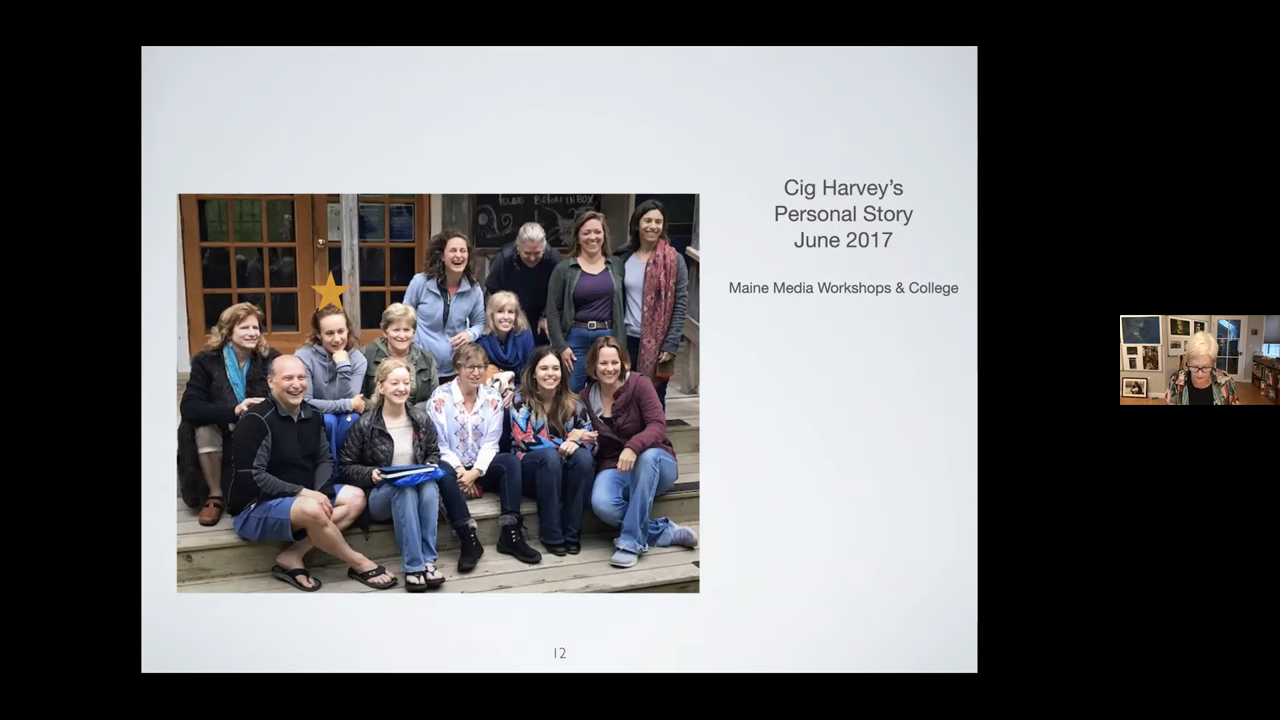 Cig Harvey’s
Personal Story
June 2017
Maine Media Workshops & College
12